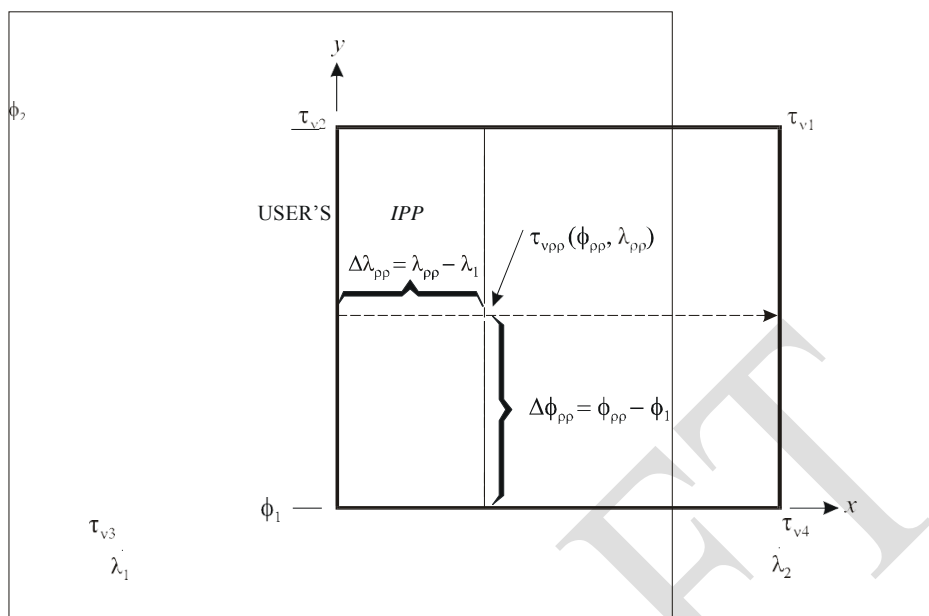 y
ϕ₂
τᵥ₂ τᵥ₁
USER'S IPP
τᵥρρ (ϕρρ, λρρ)
Δλρρ = λρρ – λ₁
Δϕρρ = ϕρρ – ϕ₁
ϕ₁ x
τᵥ₃ τᵥ₄
λ₁ λ₂
FT